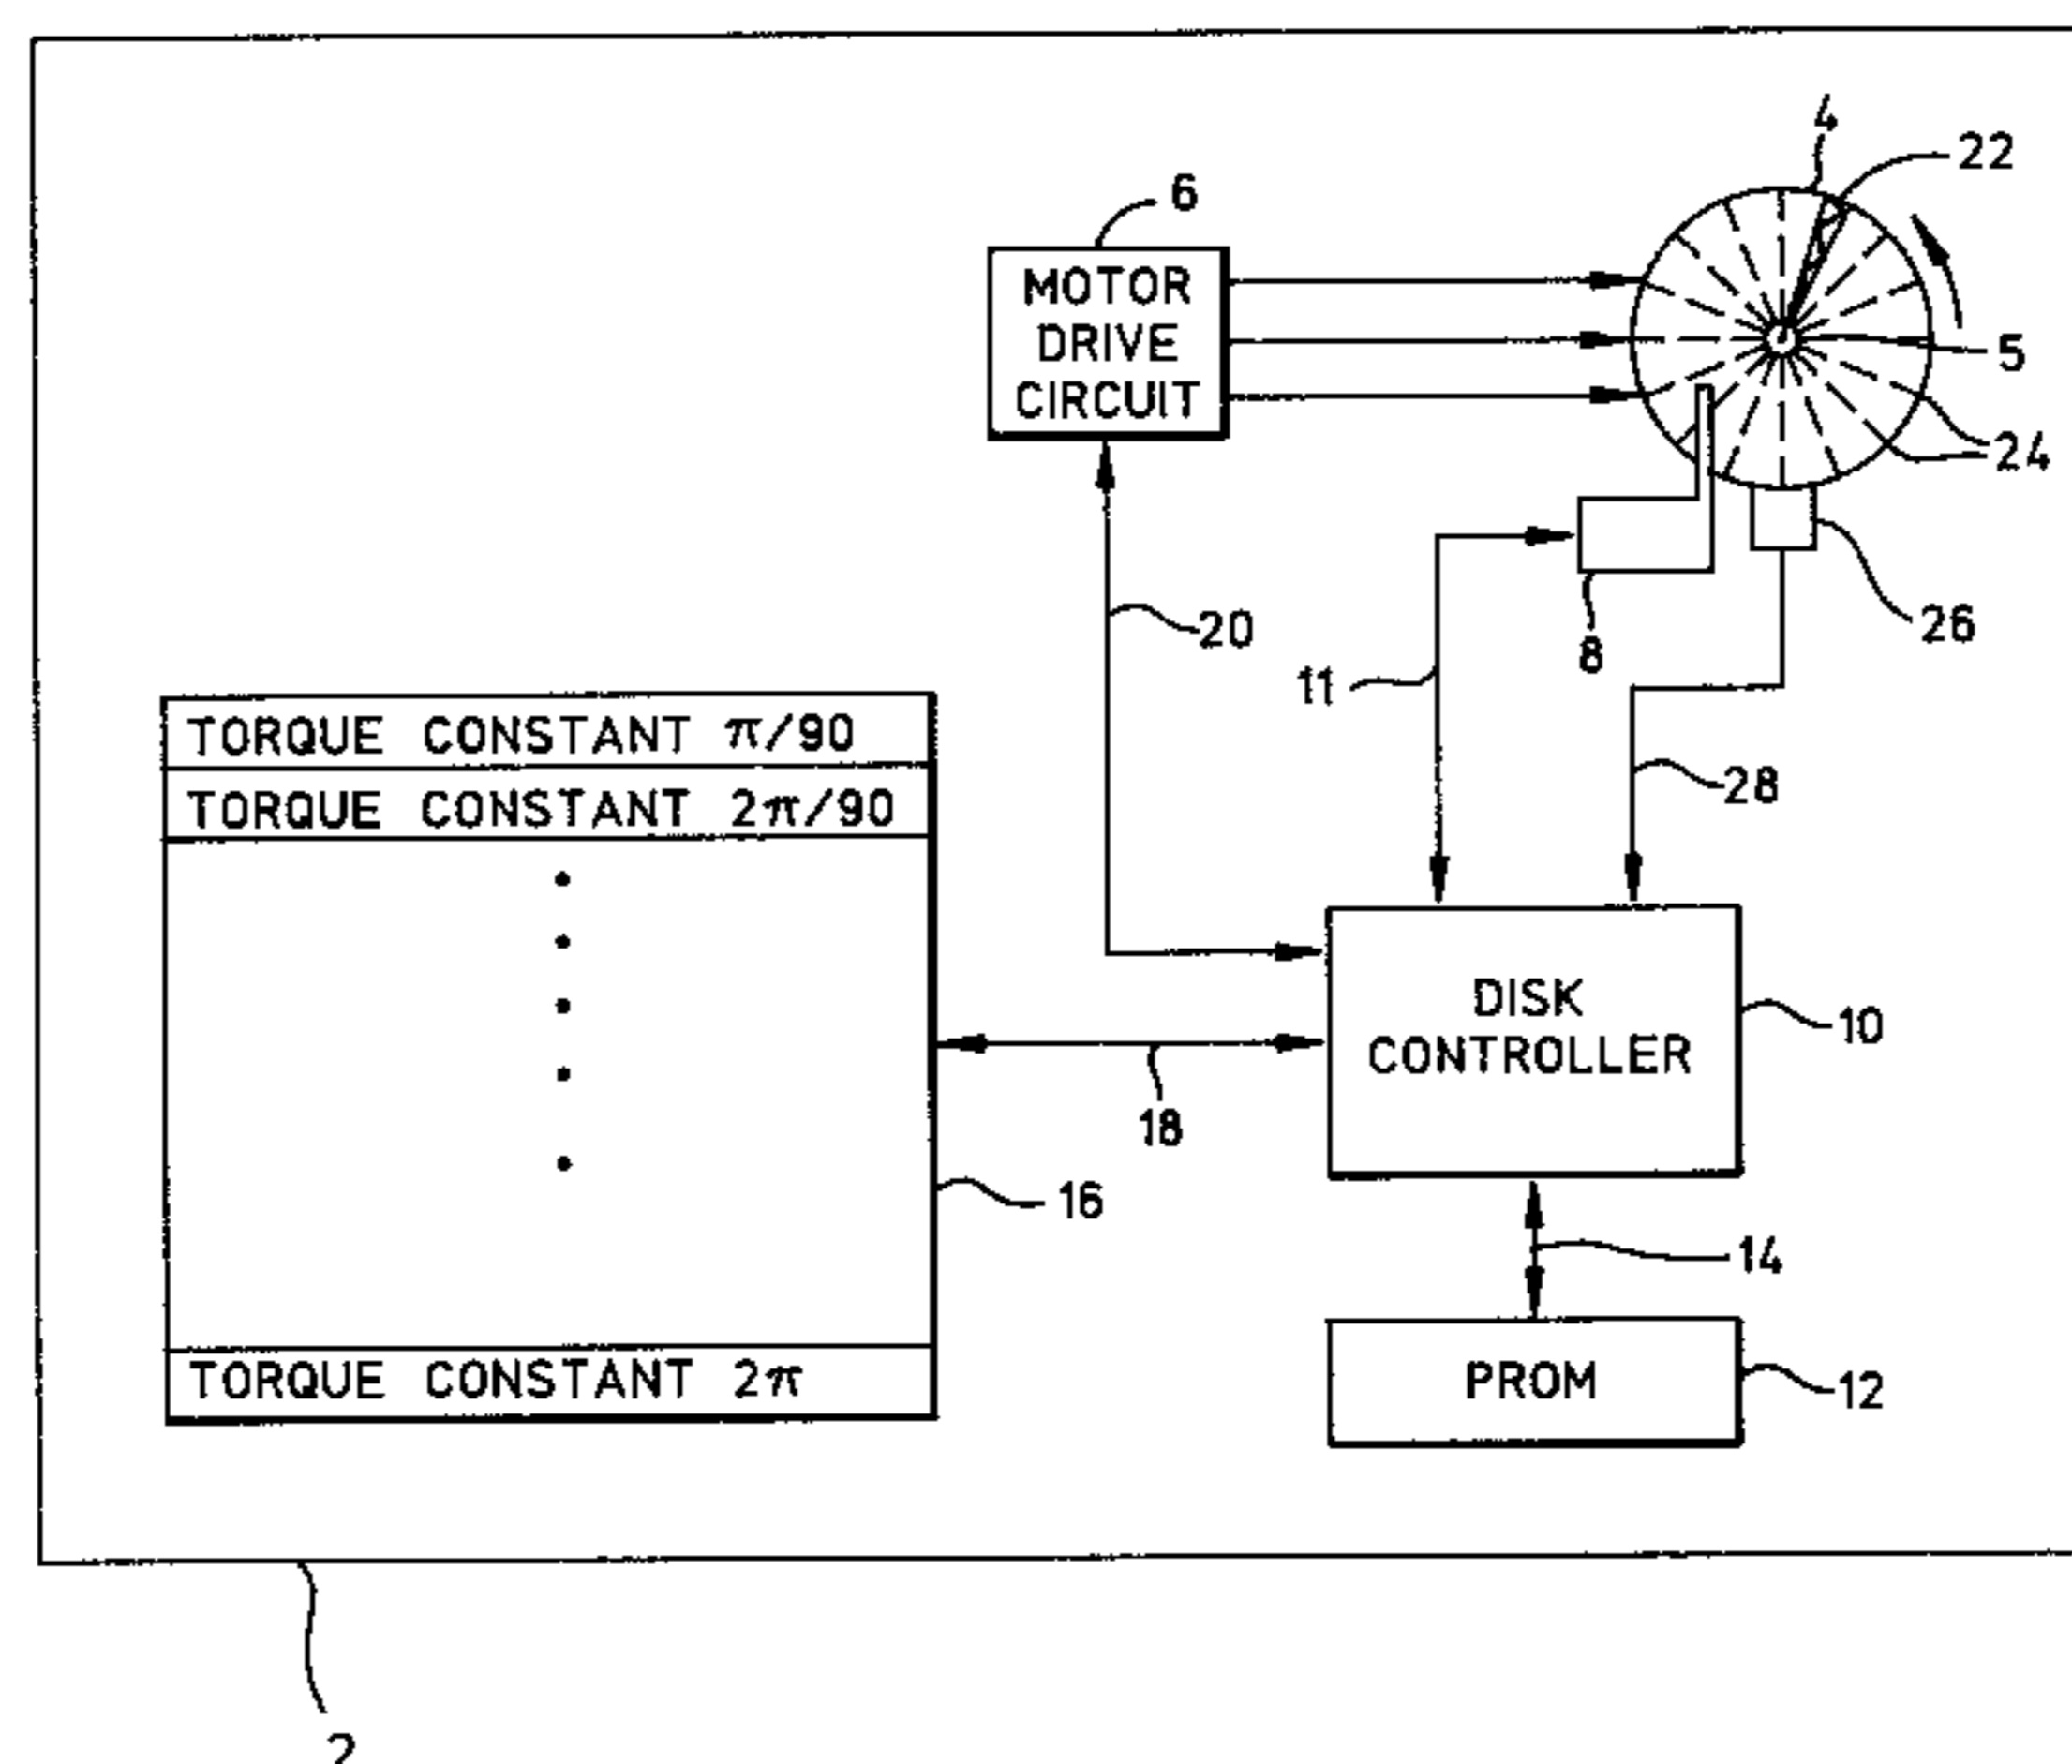 4
22
6
MOTOR
DRIVE
CIRCUIT
5
24
20
8
26
11
TORQUE CONSTANT π/90
28
TORQUE CONSTANT 2π/90
DISK
CONTROLLER
10
18
16
14
TORQUE CONSTANT 2π
PROM
12
2